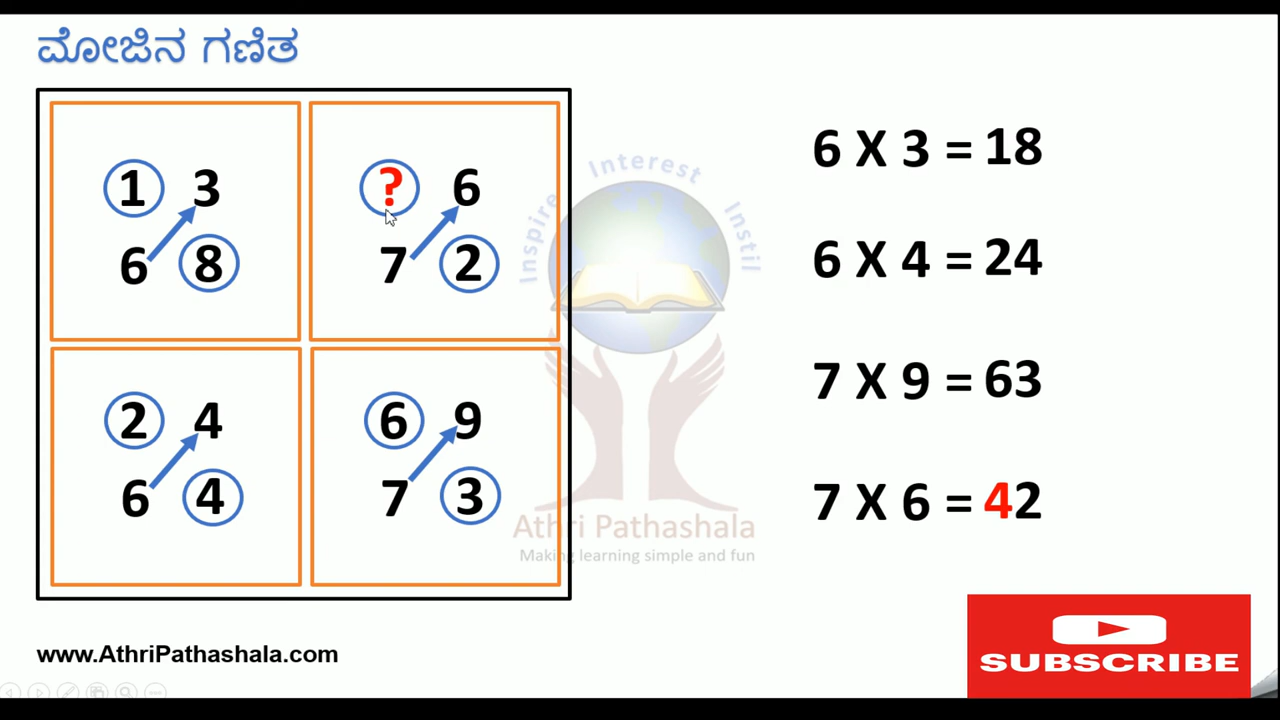 ಮೋಜಿನ ಗಣಿತ
1 3
6 8
? 6
7 2
2 4
6 4
6 9
7 3
6 X 3 = 18
6 X 4 = 24
7 X 9 = 63
7 X 6 = 42
Inspire Interest Instil
Athri Pathashala
Making learning simple and fun
www.AthriPathashala.com
SUBSCRIBE